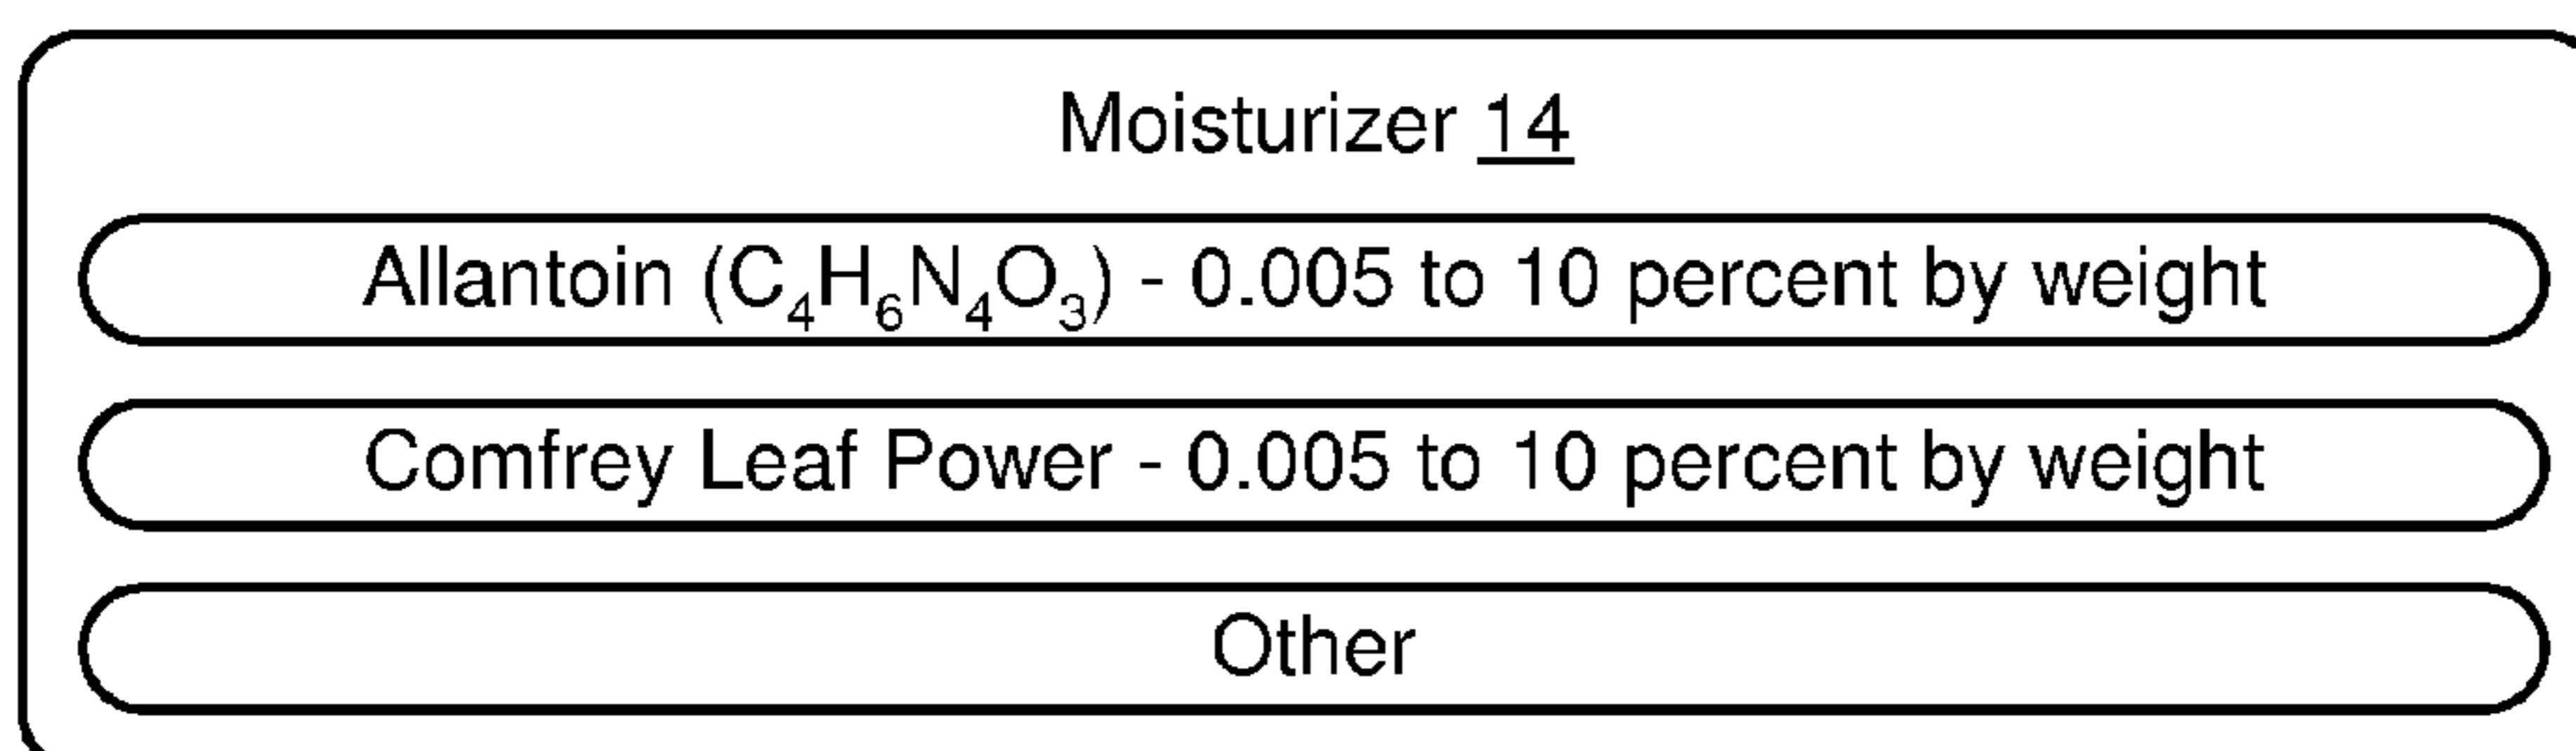 Moisturizer 14
Allantoin (C₄H₆N₄O₃) - 0.005 to 10 percent by weight
Comfrey Leaf Power - 0.005 to 10 percent by weight
Other